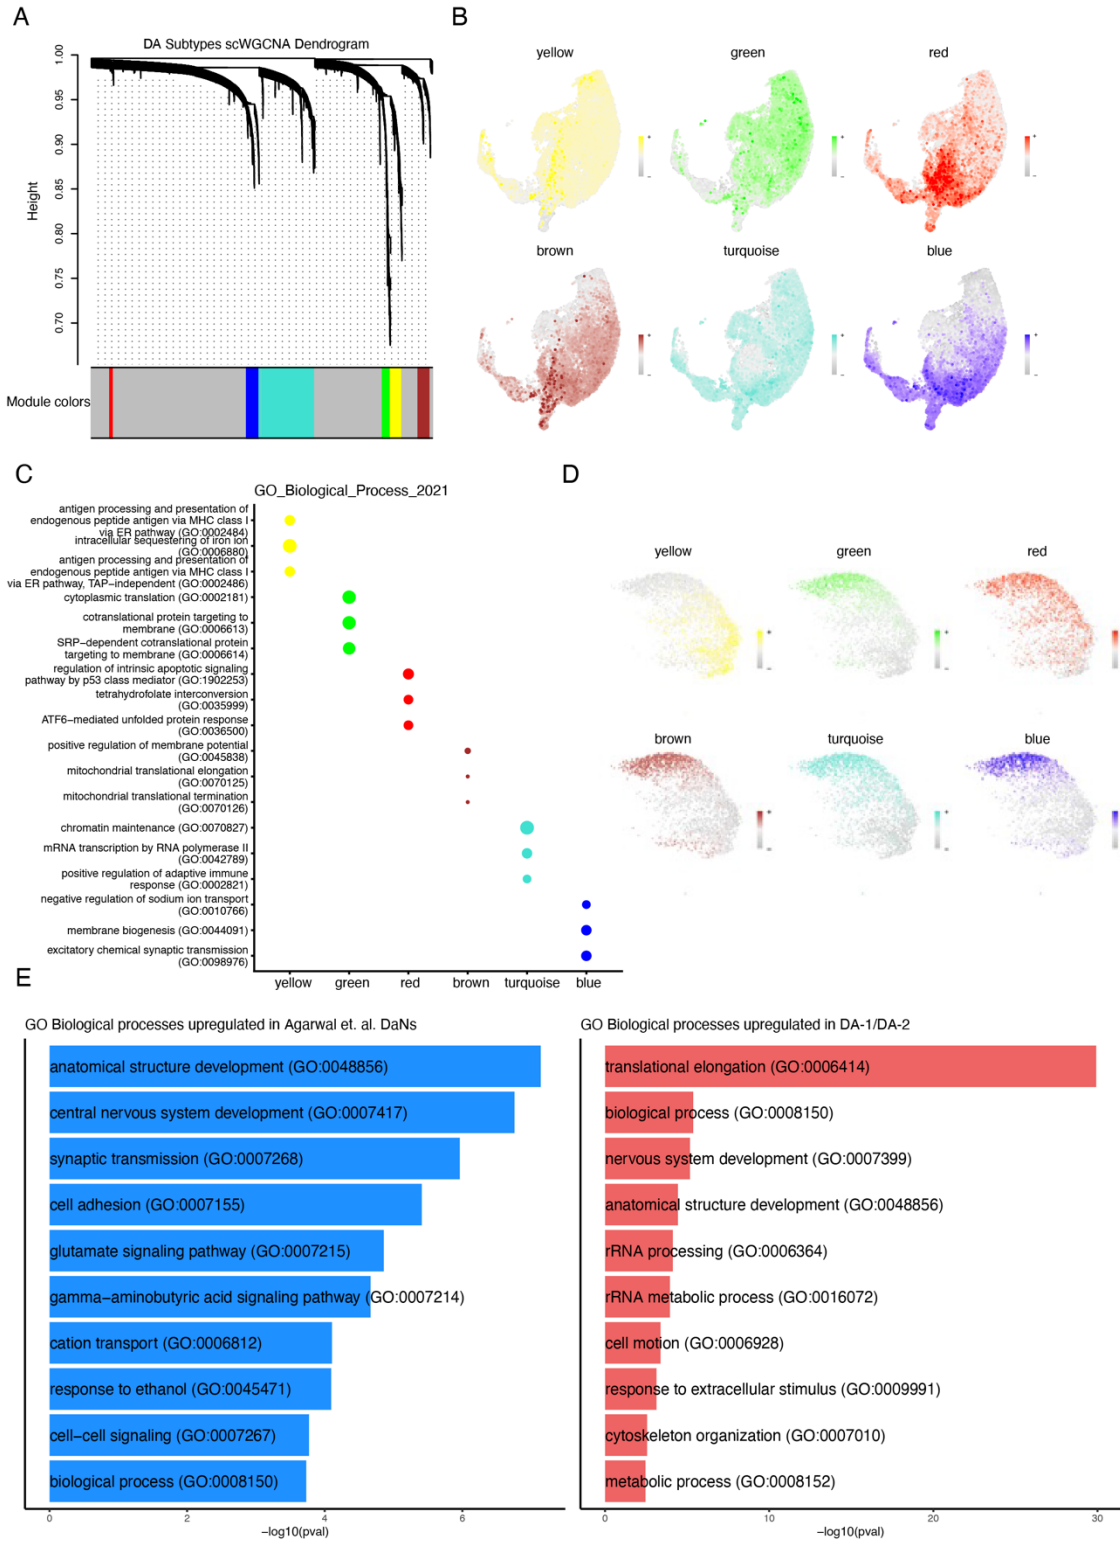 A
DA Subtypes scWGCNA Dendrogram
Height
1.00
0.95
0.90
0.85
0.80
0.75
0.70
Module colors
B
yellow
green
red
+
–
+
–
+
–
brown
turquoise
blue
+
–
+
–
+
–
C
GO_Biological_Process_2021
antigen processing and presentation of
endogenous peptide antigen via MHC class I
via ER pathway (GO:0002484)
intracellular sequestering of iron ion
(GO:0006880)
antigen processing and presentation of
endogenous peptide antigen via MHC class I
via ER pathway, TAP−independent (GO:0002486)
cytoplasmic translation (GO:0002181)
cotranslational protein targeting to
membrane (GO:0006613)
SRP−dependent cotranslational protein
targeting to membrane (GO:0006614)
regulation of intrinsic apoptotic signaling
pathway by p53 class mediator (GO:1902253)
tetrahydrofolate interconversion
(GO:0035999)
ATF6−mediated unfolded protein response
(GO:0036500)
positive regulation of membrane potential
(GO:0045838)
mitochondrial translational elongation
(GO:0070125)
mitochondrial translational termination
(GO:0070126)
chromatin maintenance (GO:0070827)
mRNA transcription by RNA polymerase II
(GO:0042789)
positive regulation of adaptive immune
response (GO:0002821)
negative regulation of sodium ion transport
(GO:0010766)
membrane biogenesis (GO:0044091)
excitatory chemical synaptic transmission
(GO:0098976)
yellow
green
red
brown
turquoise
blue
D
yellow
green
red
+
–
+
–
brown
turquoise
blue
+
–
+
–
E
GO Biological processes upregulated in Agarwal et. al. DaNs
anatomical structure development (GO:0048856)
central nervous system development (GO:0007417)
synaptic transmission (GO:0007268)
cell adhesion (GO:0007155)
glutamate signaling pathway (GO:0007215)
gamma−aminobutyric acid signaling pathway (GO:0007214)
cation transport (GO:0006812)
response to ethanol (GO:0045471)
cell−cell signaling (GO:0007267)
biological process (GO:0008150)
0
2
4
6
−log10(pval)
GO Biological processes upregulated in DA-1/DA-2
translational elongation (GO:0006414)
biological process (GO:0008150)
nervous system development (GO:0007399)
anatomical structure development (GO:0048856)
rRNA processing (GO:0006364)
rRNA metabolic process (GO:0016072)
cell motion (GO:0006928)
response to extracellular stimulus (GO:0009991)
cytoskeleton organization (GO:0007010)
metabolic process (GO:0008152)
0
10
20
30
−log10(pval)